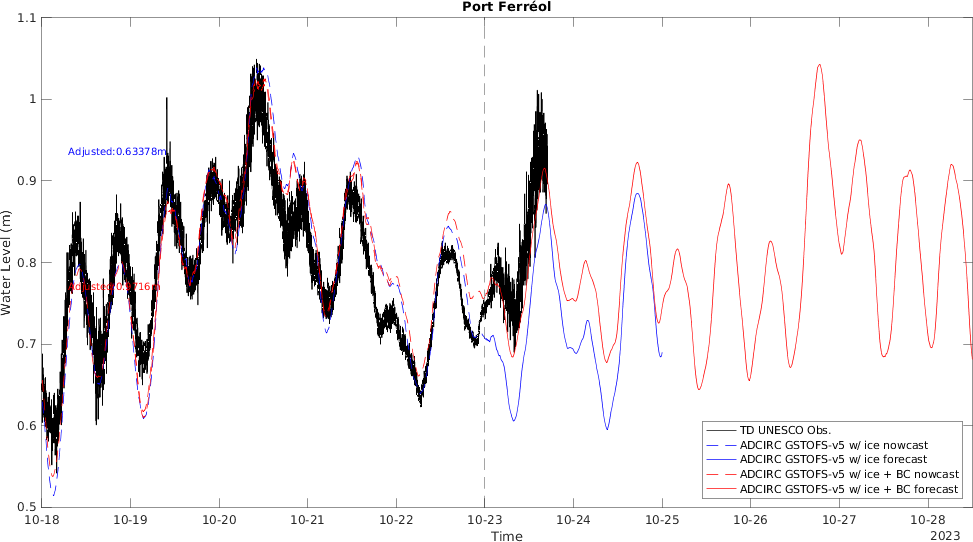 Port Ferréol
1.1
1
0.9
0.8
0.7
0.6
0.5
Water Level (m)
Adjusted:0.63378m
TD UNESCO Obs.
ADCIRC GSTOFS-v5 w/ ice nowcast
ADCIRC GSTOFS-v5 w/ ice forecast
ADCIRC GSTOFS-v5 w/ ice + BC nowcast
ADCIRC GSTOFS-v5 w/ ice + BC forecast
10-18 10-19 10-20 10-21 10-22 10-23 10-24 10-25 10-26 10-27 10-28
Time
2023